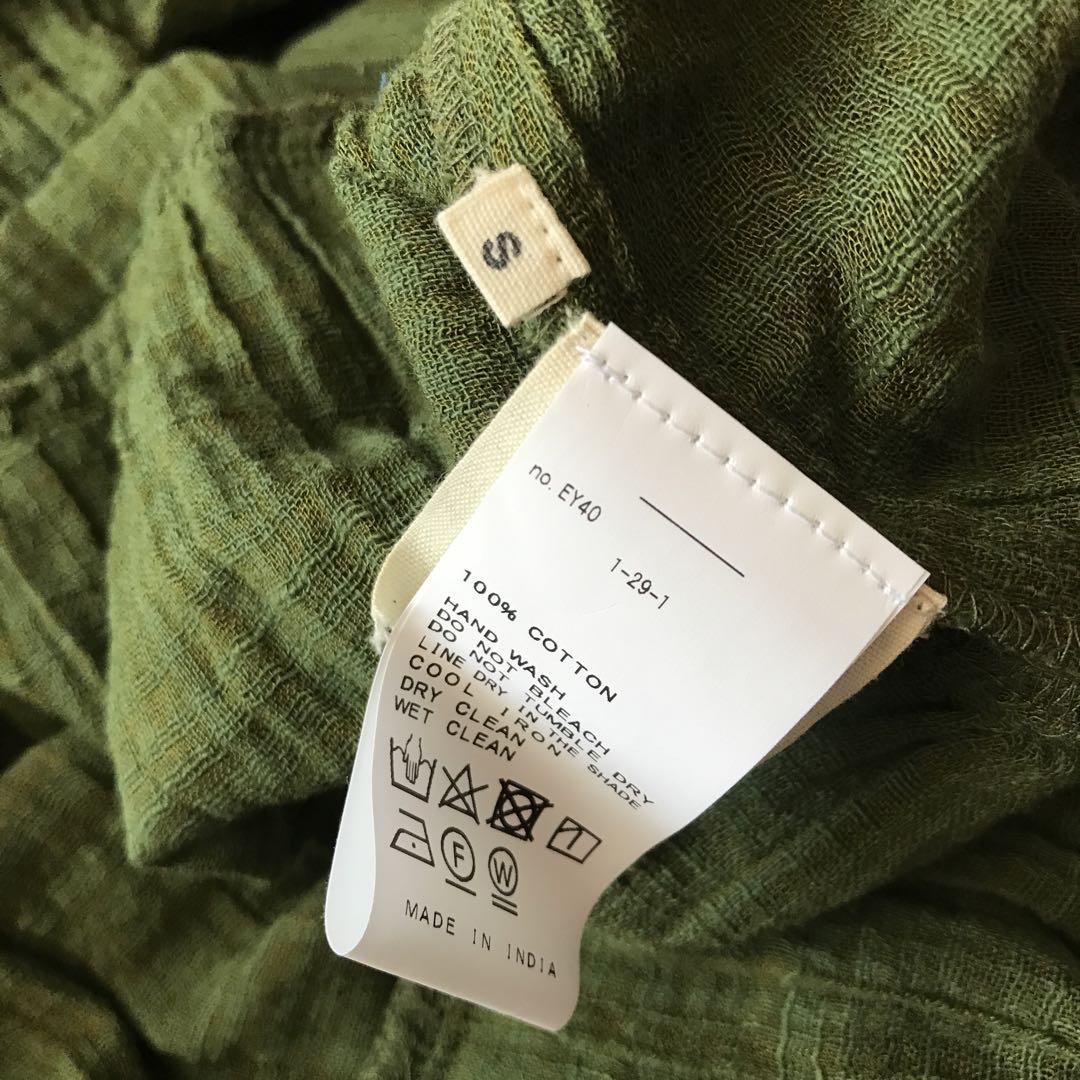 S
no. EY40
1-29-1
100% COTTON
HAND WASH
DO NOT BLEACH
DO NOT TUMBLE DRY
LINE DRY IN THE SHADE
COOL IRON
DRY CLEAN
WET CLEAN
F
W
MADE IN INDIA